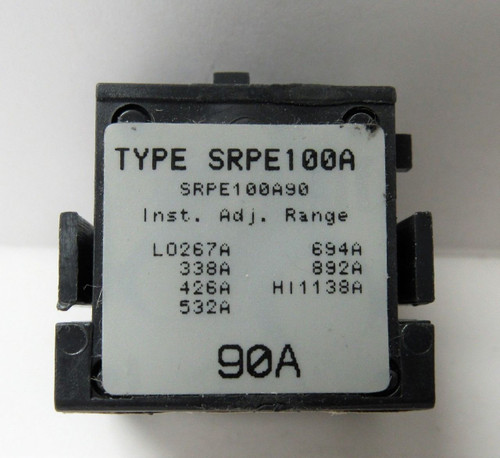 TYPE SRPE100A
SRPE100A90
Inst. Adj. Range
LO267A 694A
338A 892A
426A HI1138A
532A
90A